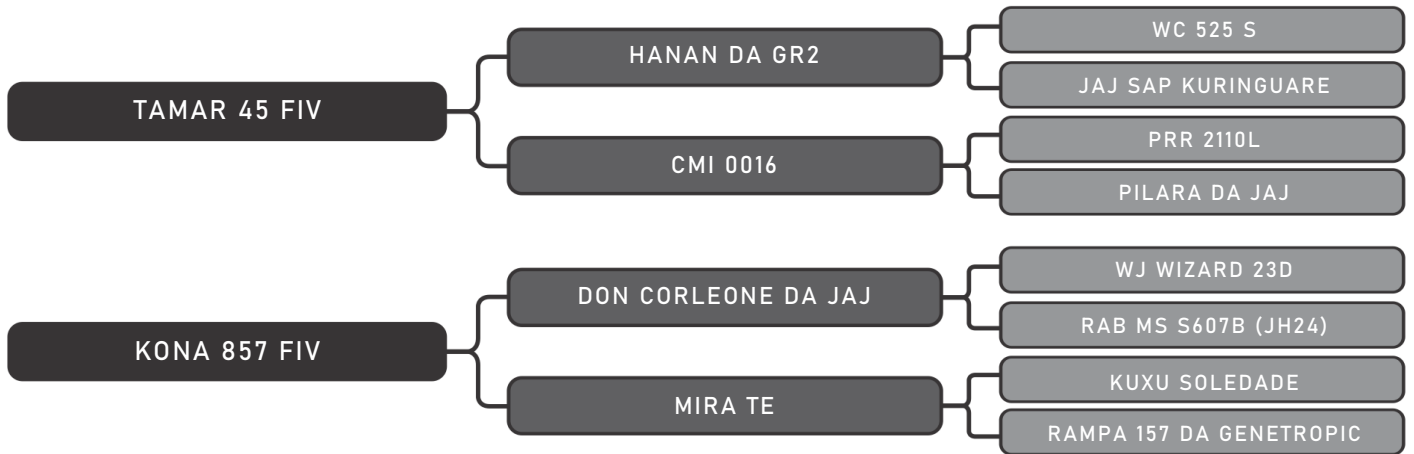 TAMAR 45 FIV
HANAN DA GR2
WC 525 S
JAJ SAP KURINGUARE
CMI 0016
PRR 2110L
PILARA DA JAJ
KONA 857 FIV
DON CORLEONE DA JAJ
WJ WIZARD 23D
RAB MS S607B (JH24)
MIRA TE
KUXU SOLEDADE
RAMPA 157 DA GENETROPIC